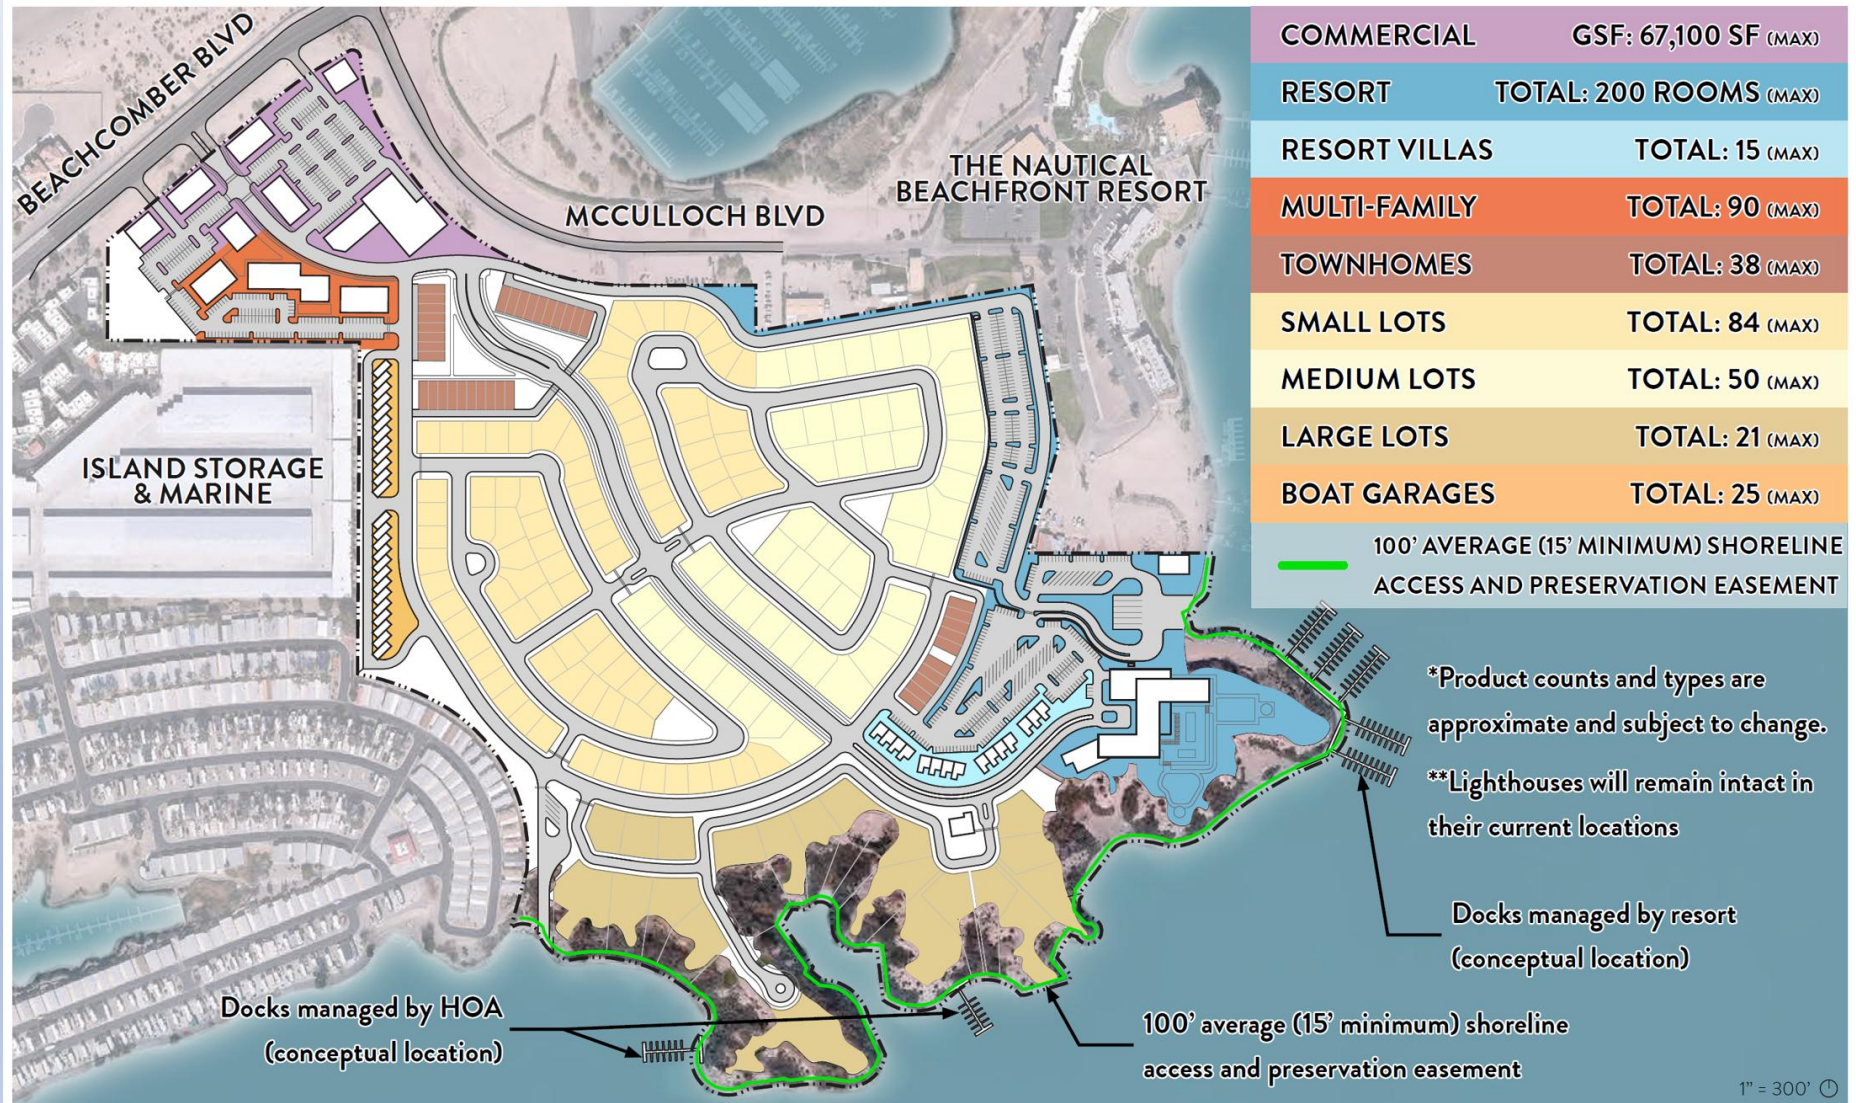 BEACHCOMBER BLVD
MCCULLOCH BLVD
THE NAUTICAL
BEACHFRONT RESORT
ISLAND STORAGE
& MARINE
COMMERCIAL GSF: 67,100 SF (MAX)
RESORT TOTAL: 200 ROOMS (MAX)
RESORT VILLAS TOTAL: 15 (MAX)
MULTI-FAMILY TOTAL: 90 (MAX)
TOWNHOMES TOTAL: 38 (MAX)
SMALL LOTS TOTAL: 84 (MAX)
MEDIUM LOTS TOTAL: 50 (MAX)
LARGE LOTS TOTAL: 21 (MAX)
BOAT GARAGES TOTAL: 25 (MAX)
100' AVERAGE (15' MINIMUM) SHORELINE
ACCESS AND PRESERVATION EASEMENT
*Product counts and types are
approximate and subject to change.
**Lighthouses will remain intact in
their current locations
Docks managed by resort
(conceptual location)
Docks managed by HOA
(conceptual location)
100' average (15' minimum) shoreline
access and preservation easement
1" = 300'